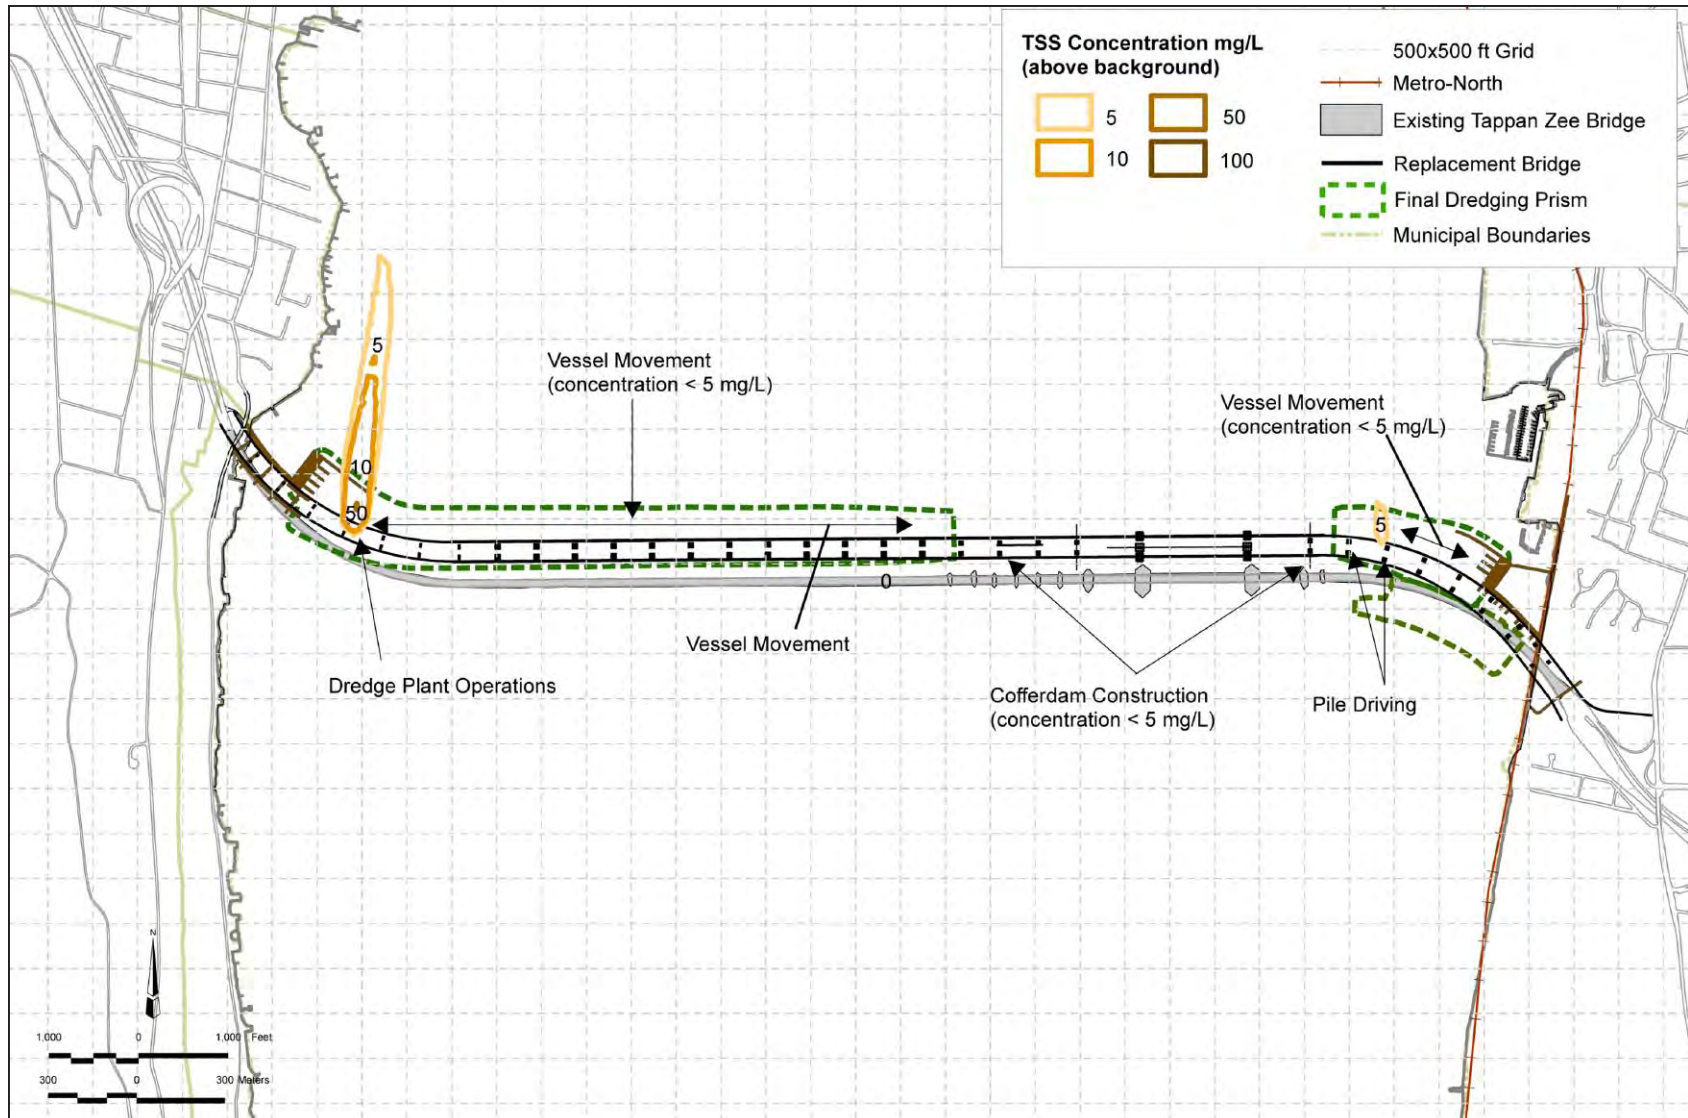 TSS Concentration mg/L
(above background)
5
50
10
100
500x500 ft Grid
Metro-North
Existing Tappan Zee Bridge
Replacement Bridge
Final Dredging Prism
Municipal Boundaries
5
Vessel Movement
(concentration < 5 mg/L)
Vessel Movement
(concentration < 5 mg/L)
10
50
5
0
Vessel Movement
Dredge Plant Operations
Cofferdam Construction
(concentration < 5 mg/L)
Pile Driving
N
1,000 0 1,000 Feet
300 0 300 Meters